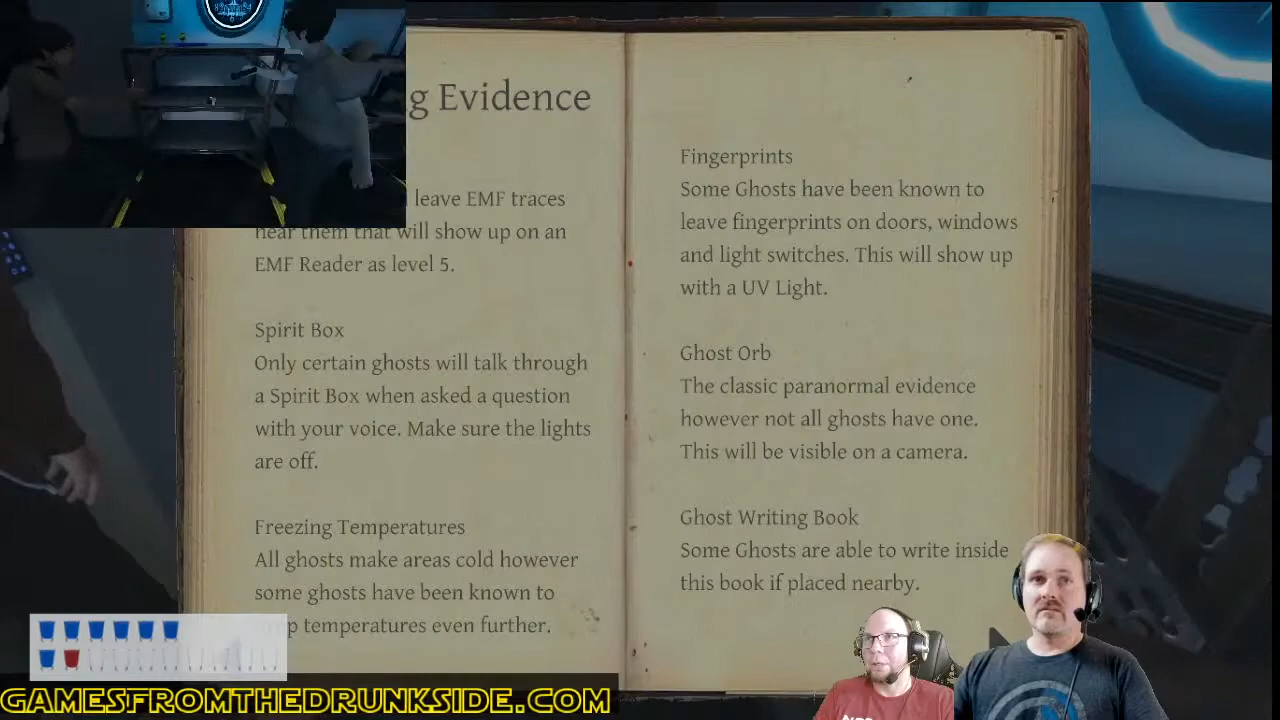 g Evidence
leave EMF traces
near them that will show up on an
EMF Reader as level 5.
Spirit Box
Only certain ghosts will talk through
a Spirit Box when asked a question
with your voice. Make sure the lights
are off.
Freezing Temperatures
All ghosts make areas cold however
some ghosts have been known to
temperatures even further.
Fingerprints
Some Ghosts have been known to
leave fingerprints on doors, windows
and light switches. This will show up
with a UV Light.
Ghost Orb
The classic paranormal evidence
however not all ghosts have one.
This will be visible on a camera.
Ghost Writing Book
Some Ghosts are able to write inside
this book if placed nearby.
GAMESFROMTHEDRUNKSIDE.COM